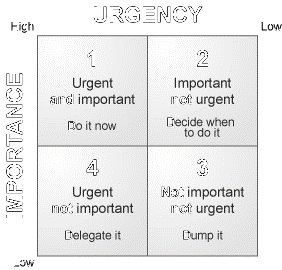 URGENCY
High
Low
IMPORTANCE
1
Urgent
and important
Do it now
2
Important
not urgent
Decide when
to do it
4
Urgent
not important
Delegate it
3
Not important
not urgent
Dump it
Low